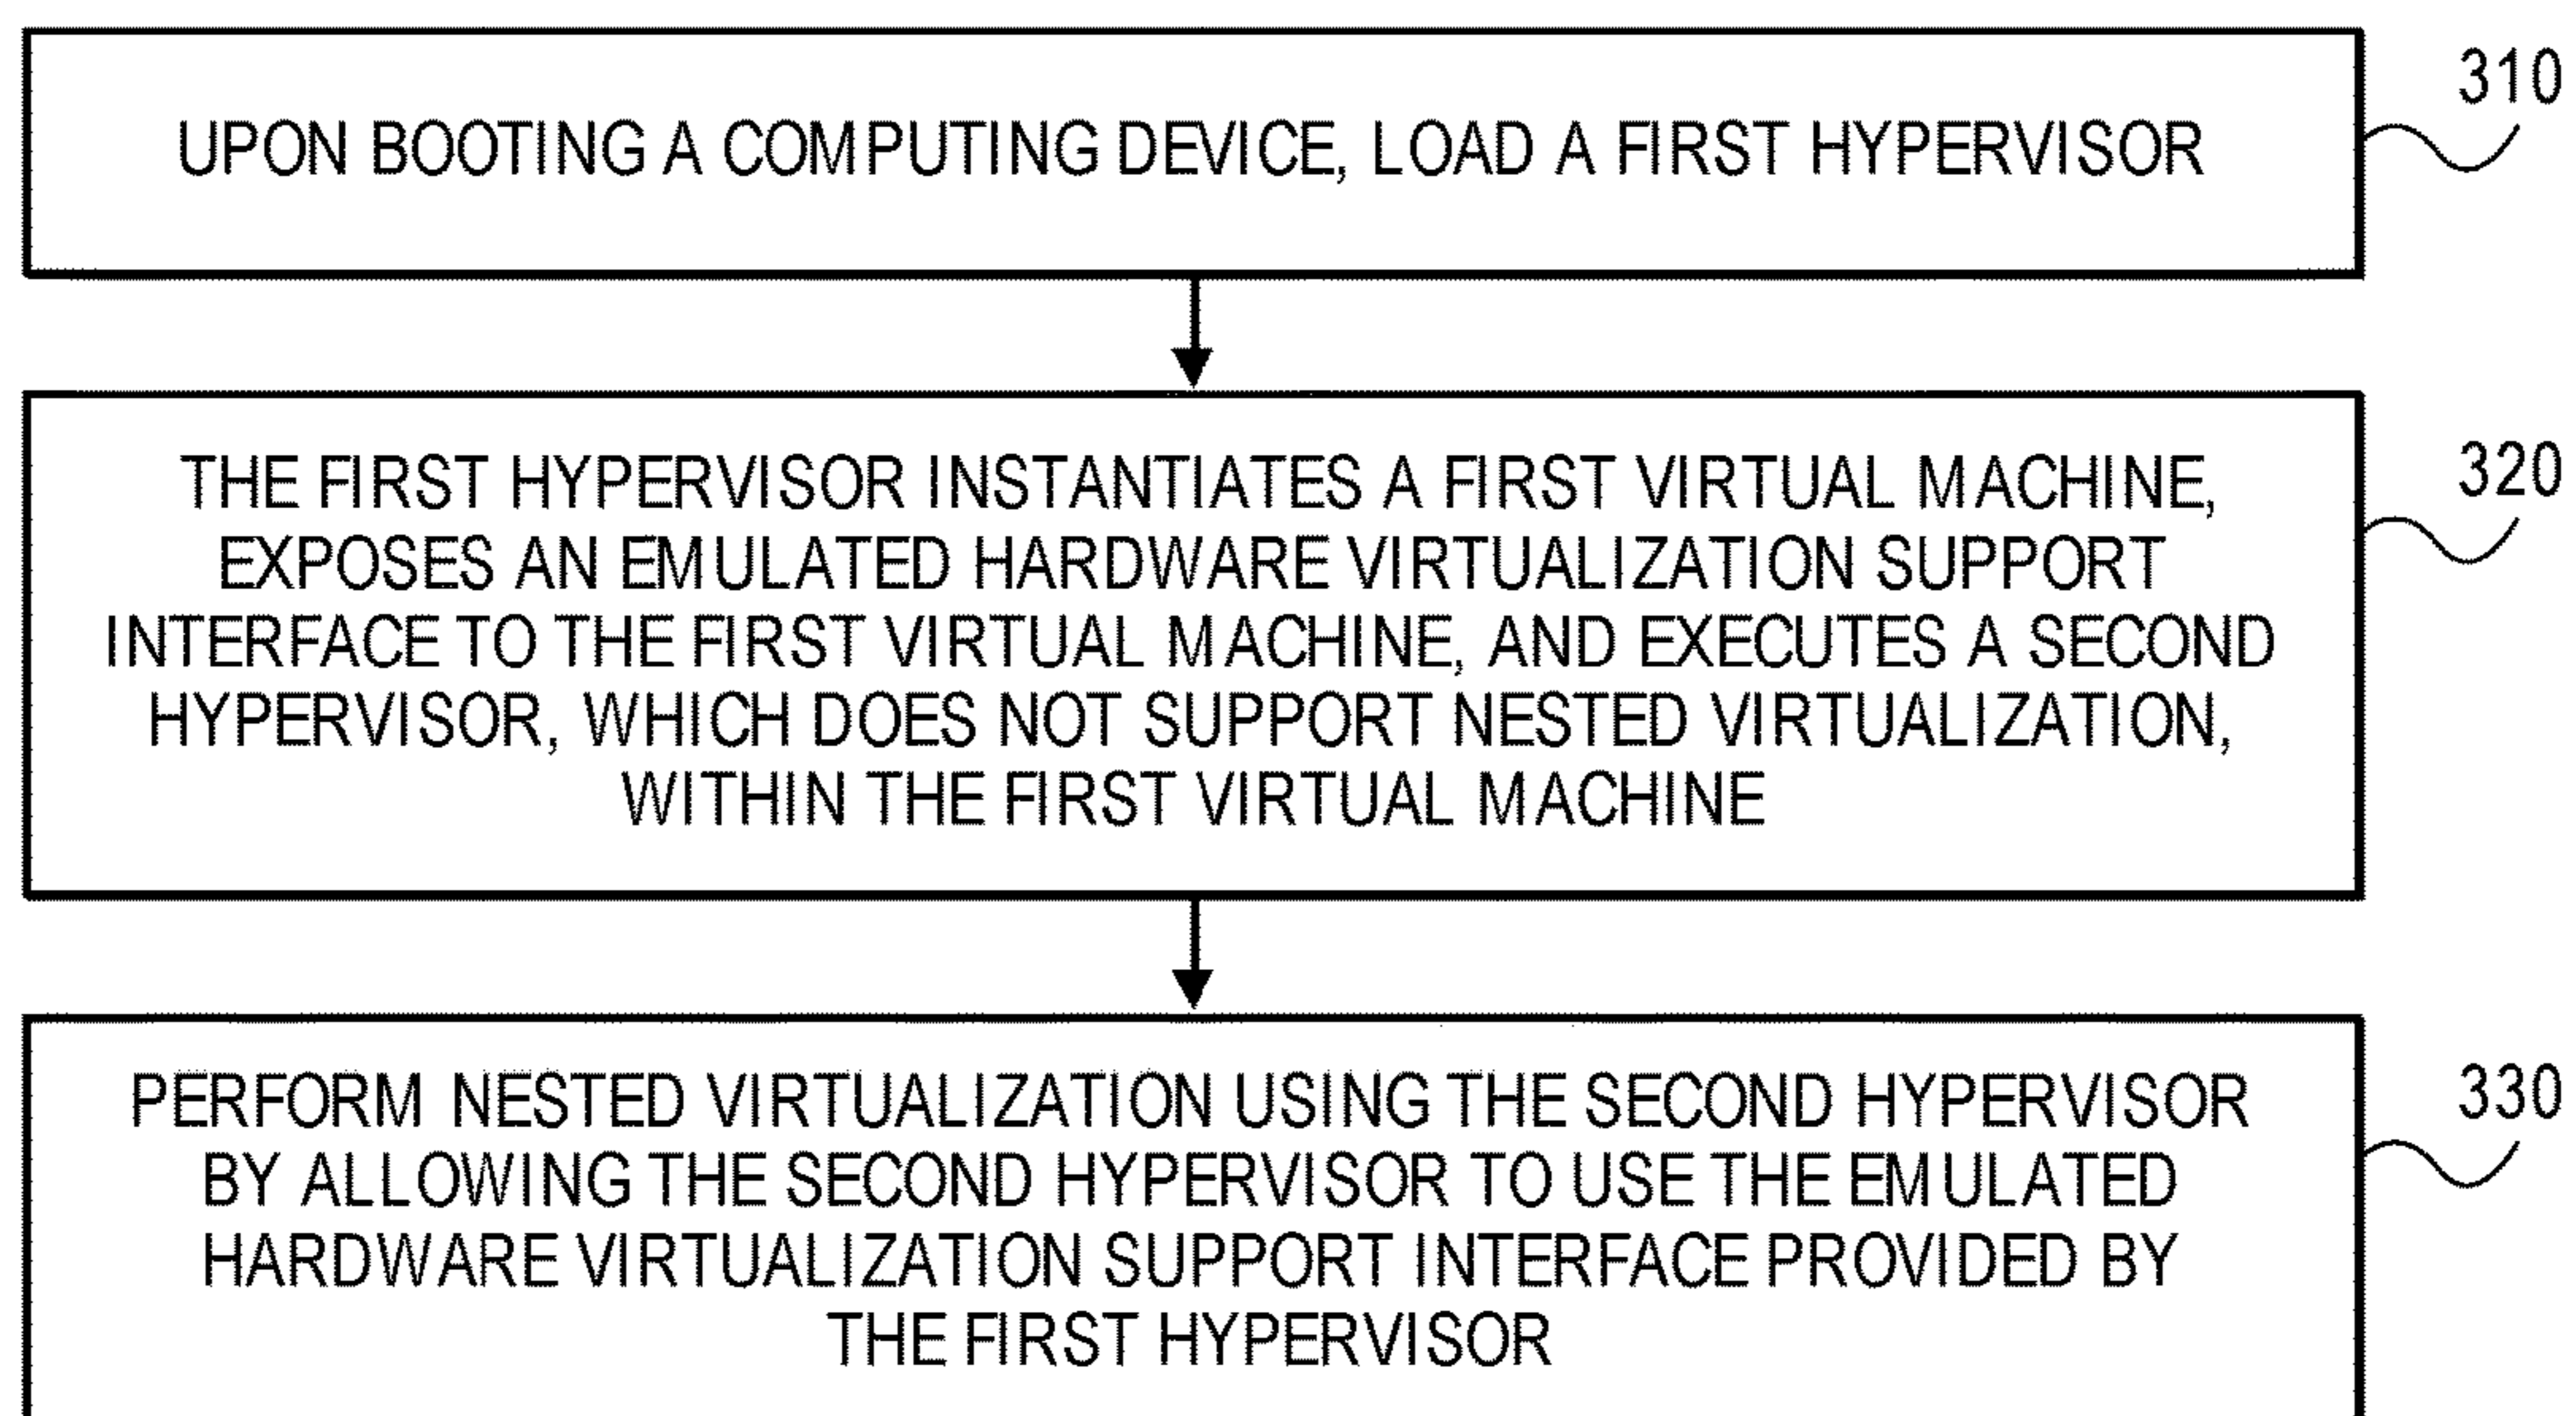 UPON BOOTING A COMPUTING DEVICE, LOAD A FIRST HYPERVISOR
310
THE FIRST HYPERVISOR INSTANTIATES A FIRST VIRTUAL MACHINE,
EXPOSES AN EMULATED HARDWARE VIRTUALIZATION SUPPORT
INTERFACE TO THE FIRST VIRTUAL MACHINE, AND EXECUTES A SECOND
HYPERVISOR, WHICH DOES NOT SUPPORT NESTED VIRTUALIZATION,
WITHIN THE FIRST VIRTUAL MACHINE
320
PERFORM NESTED VIRTUALIZATION USING THE SECOND HYPERVISOR
BY ALLOWING THE SECOND HYPERVISOR TO USE THE EMULATED
HARDWARE VIRTUALIZATION SUPPORT INTERFACE PROVIDED BY
THE FIRST HYPERVISOR
330